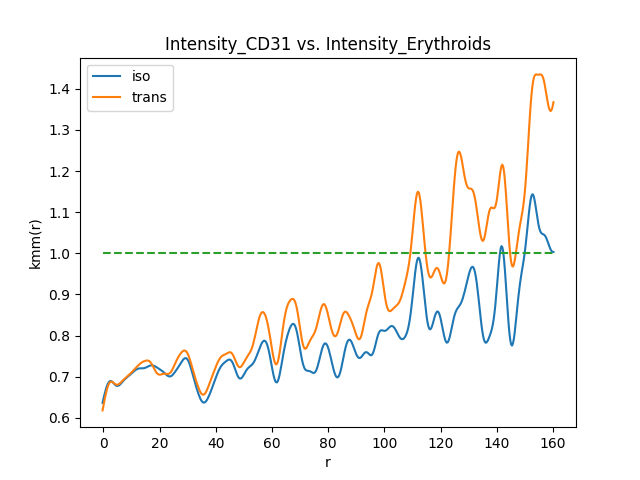 Intensity_CD31 vs. Intensity_Erythroids
iso
trans
kmm(r)
1.4
1.3
1.2
1.1
1.0
0.9
0.8
0.7
0.6
0 20 40 60 80 100 120 140 160
r